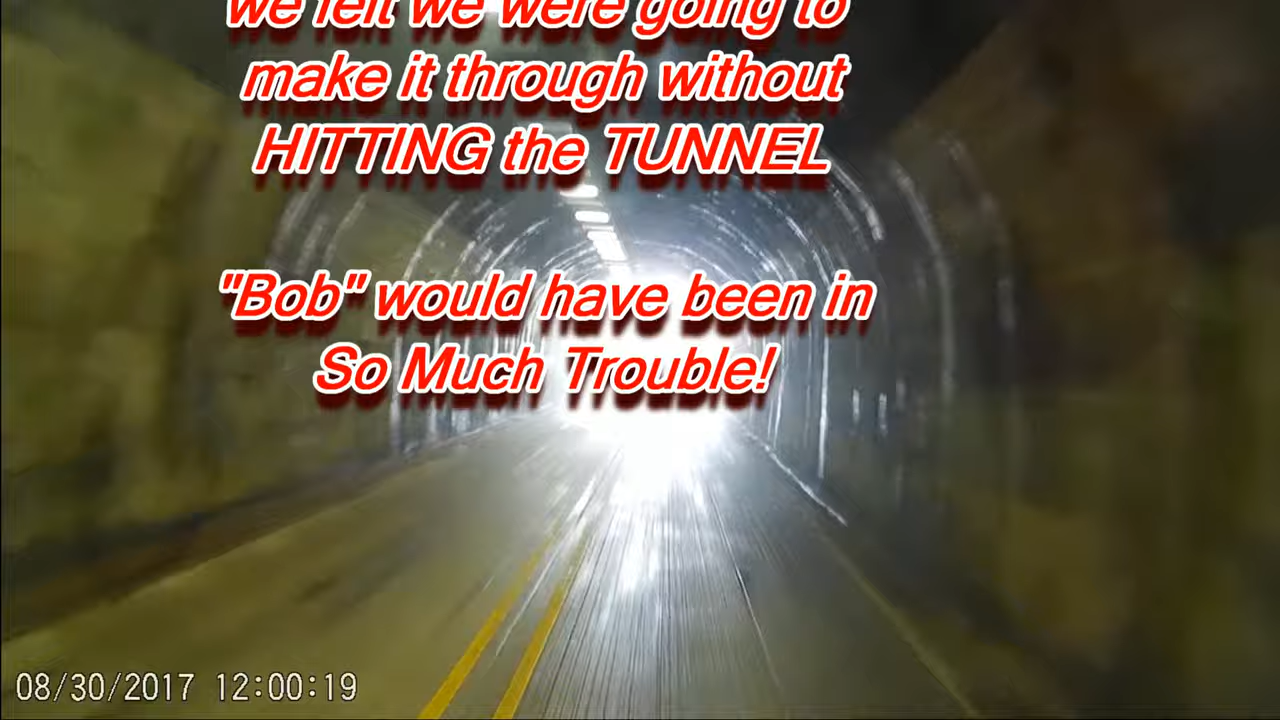 we felt we were going to
make it through without
HITTING the TUNNEL
"Bob" would have been in
So Much Trouble!
08/30/2017 12:00:19